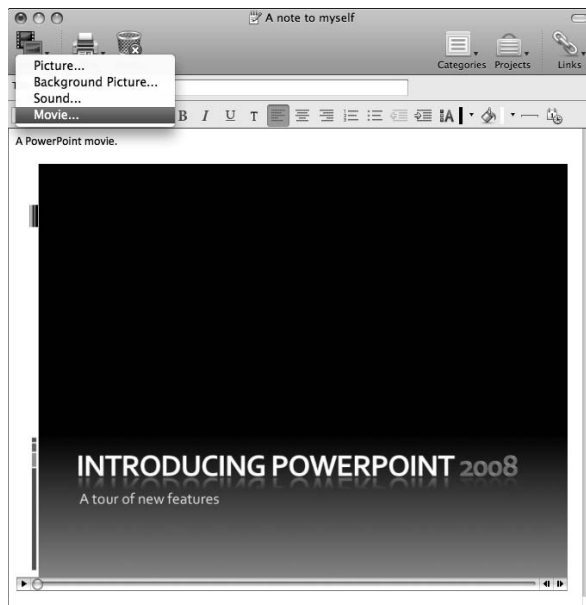 A note to myself
Categories Projects Links
Picture...
Background Picture...
Sound...
Movie...
B I U T A
A PowerPoint movie.
INTRODUCING POWERPOINT 2008
A tour of new features